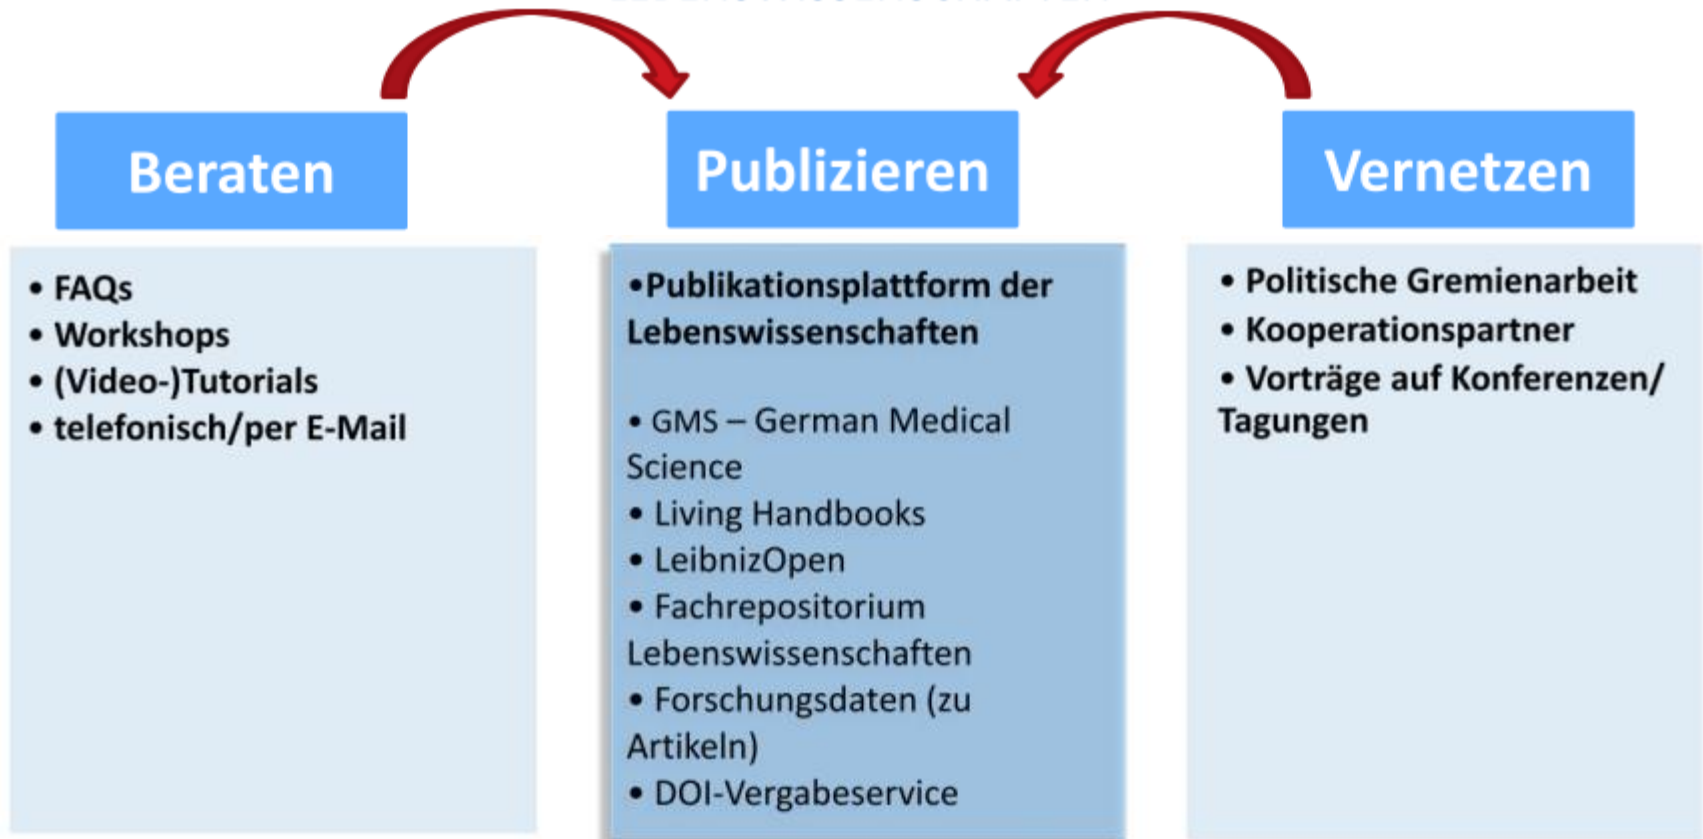 Beraten
• FAQs
• Workshops
• (Video-)Tutorials
• telefonisch/per E-Mail
Publizieren
•Publikationsplattform der
Lebenswissenschaften
• GMS – German Medical
Science
• Living Handbooks
• LeibnizOpen
• Fachrepositorium
Lebenswissenschaften
• Forschungsdaten (zu
Artikeln)
• DOI-Vergabeservice
Vernetzen
• Politische Gremienarbeit
• Kooperationspartner
• Vorträge auf Konferenzen/
Tagungen